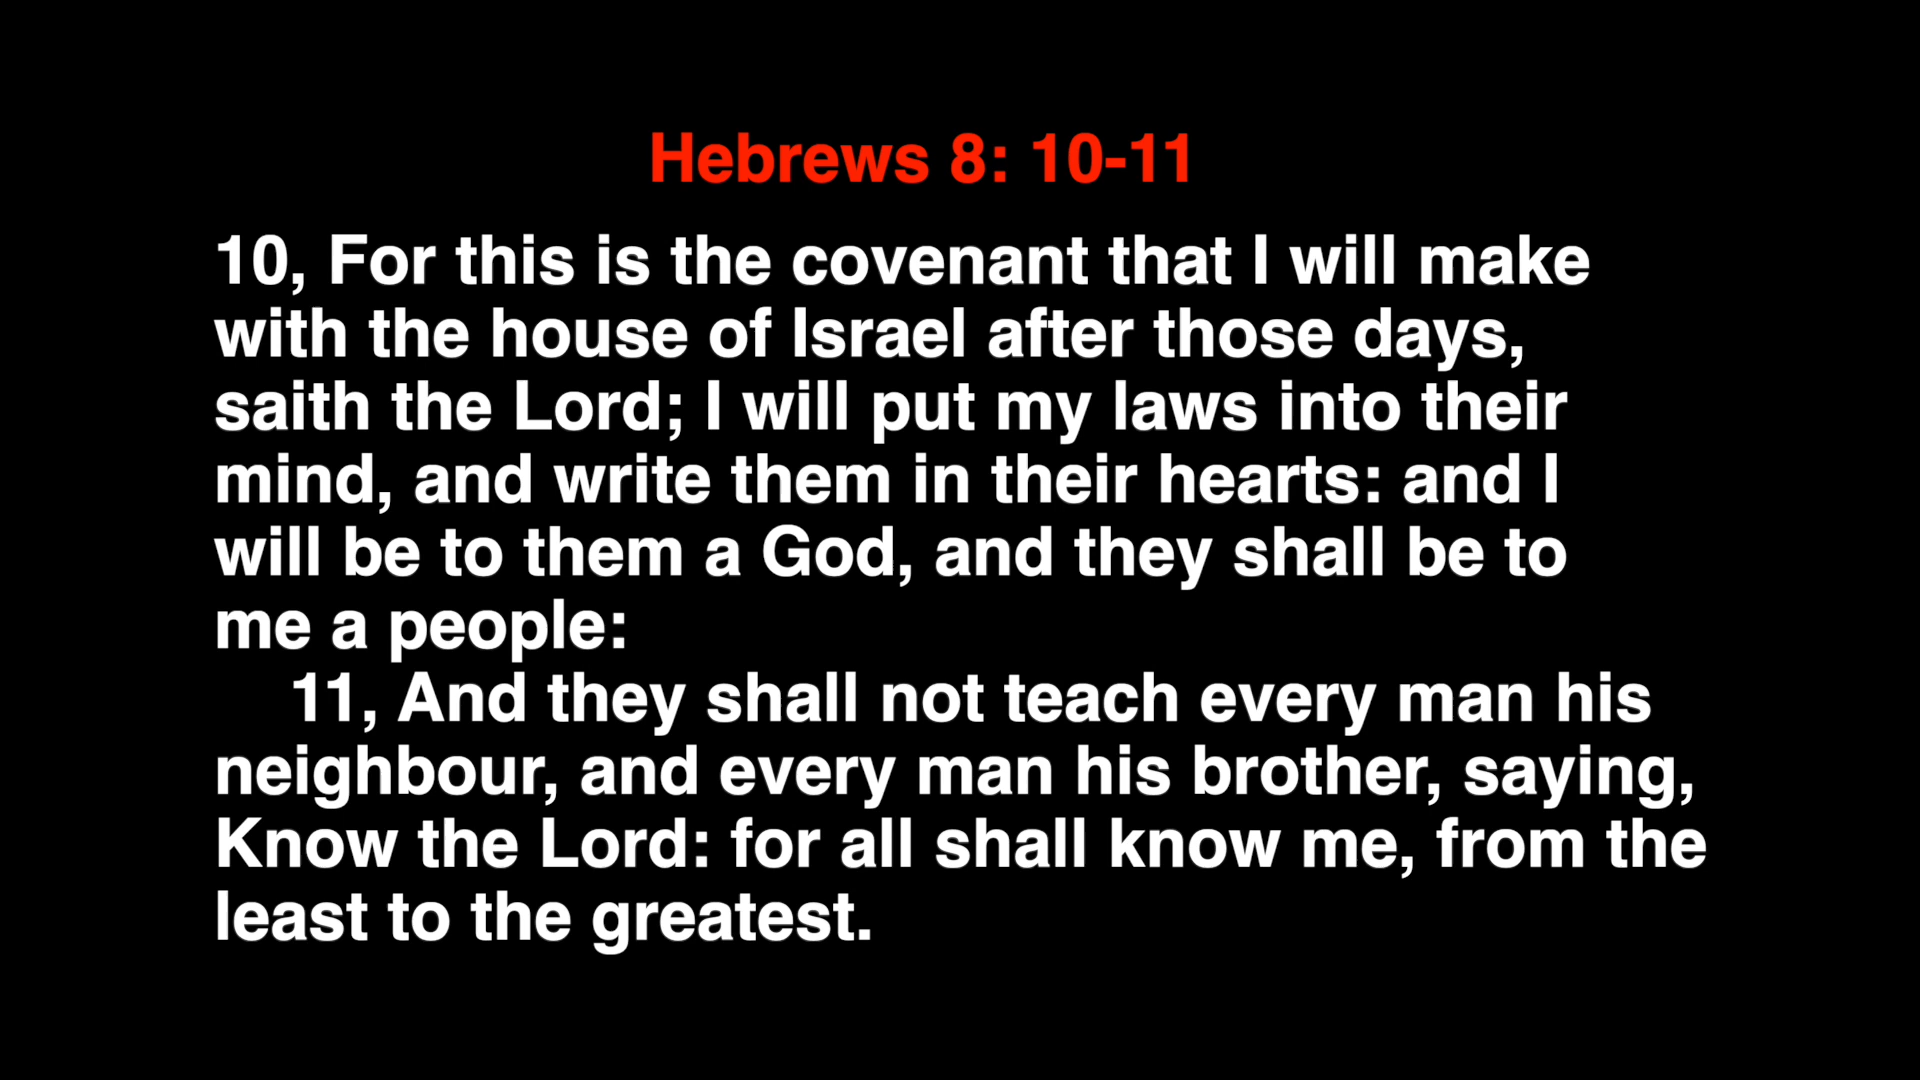 Hebrews 8: 10-11
10, For this is the covenant that I will make
with the house of Israel after those days,
saith the Lord; I will put my laws into their
mind, and write them in their hearts: and I
will be to them a God, and they shall be to
me a people:
11, And they shall not teach every man his
neighbour, and every man his brother, saying,
Know the Lord: for all shall know me, from the
least to the greatest.